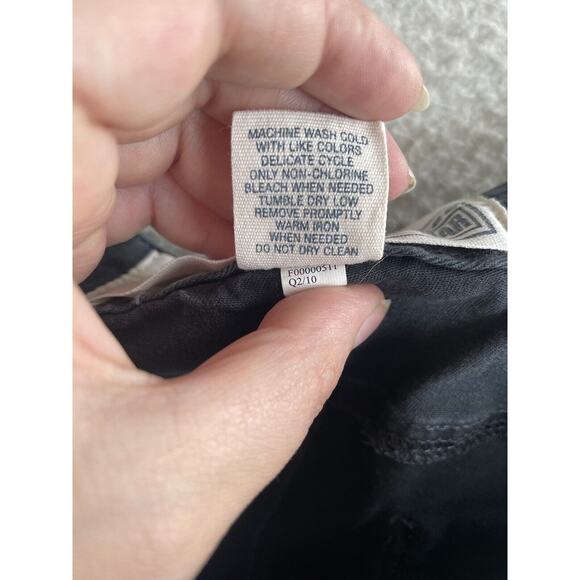 MACHINE WASH COLD
WITH LIKE COLORS
DELICATE CYCLE
ONLY NON-CHLORINE
BLEACH WHEN NEEDED
TUMBLE DRY LOW
REMOVE PROMPTLY
WARM IRON
WHEN NEEDED
DO NOT DRY CLEAN
F00000511
Q2/10